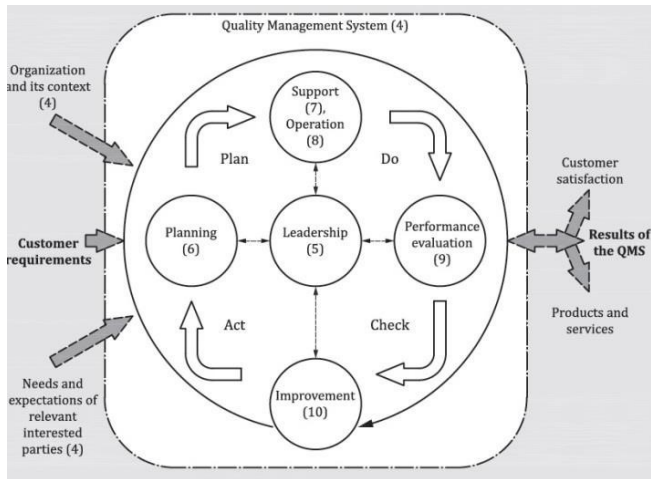 Quality Management System (4)
Organization
and its context
(4)
Support
(7),
Operation
(8)
Plan
Do
Customer
satisfaction
Customer
requirements
Planning
(6)
Leadership
(5)
Performance
evaluation
(9)
Results of
the QMS
Act
Check
Products and
services
Needs and
expectations of
relevant
interested
parties (4)
Improvement
(10)